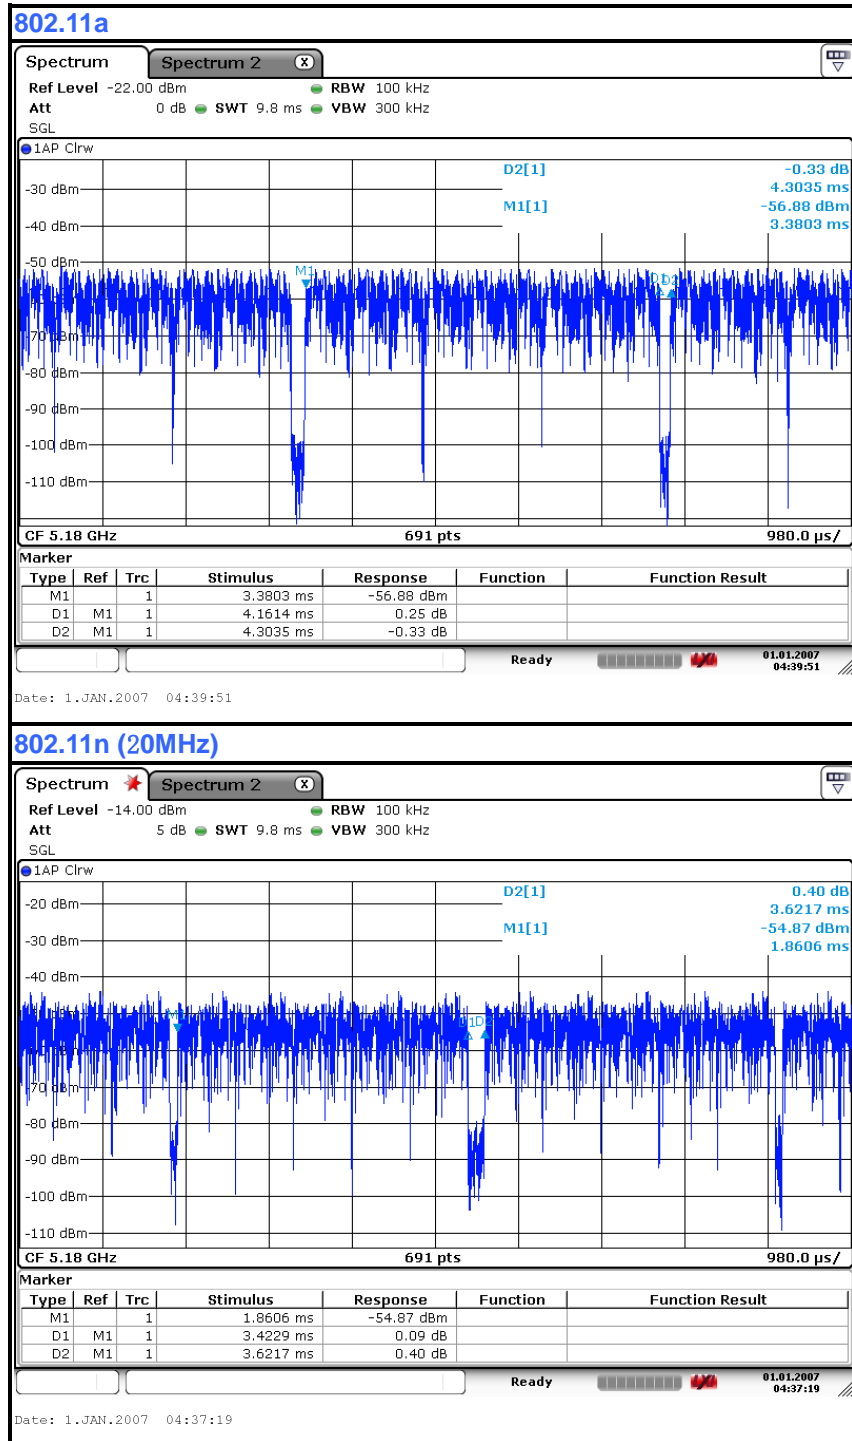 802.11a
Spectrum Spectrum 2 X
Ref Level -22.00 dBm RBW 100 kHz
Att 0 dB SWT 9.8 ms VBW 300 kHz
SGL
1AP Clrw
D2[1] -0.33 dB
4.3035 ms
M1[1] -56.88 dBm
3.3803 ms
-30 dBm
-40 dBm
-50 dBm
M1
D1 D2
-70 dBm
-80 dBm
-90 dBm
-100 dBm
-110 dBm
CF 5.18 GHz 691 pts 980.0 µs/
Marker
Type Ref Trc Stimulus Response Function Function Result
M1 1 3.3803 ms -56.88 dBm
D1 M1 1 4.1614 ms 0.25 dB
D2 M1 1 4.3035 ms -0.33 dB
Ready 01.01.2007
04:39:51
Date: 1.JAN.2007 04:39:51
802.11n (20MHz)
Spectrum Spectrum 2 X
Ref Level -14.00 dBm RBW 100 kHz
Att 5 dB SWT 9.8 ms VBW 300 kHz
SGL
1AP Clrw
D2[1] 0.40 dB
3.6217 ms
M1[1] -54.87 dBm
1.8606 ms
-20 dBm
-30 dBm
-40 dBm
M1
D1 D2
-70 dBm
-80 dBm
-90 dBm
-100 dBm
-110 dBm
CF 5.18 GHz 691 pts 980.0 µs/
Marker
Type Ref Trc Stimulus Response Function Function Result
M1 1 1.8606 ms -54.87 dBm
D1 M1 1 3.4229 ms 0.09 dB
D2 M1 1 3.6217 ms 0.40 dB
Ready 01.01.2007
04:37:19
Date: 1.JAN.2007 04:37:19